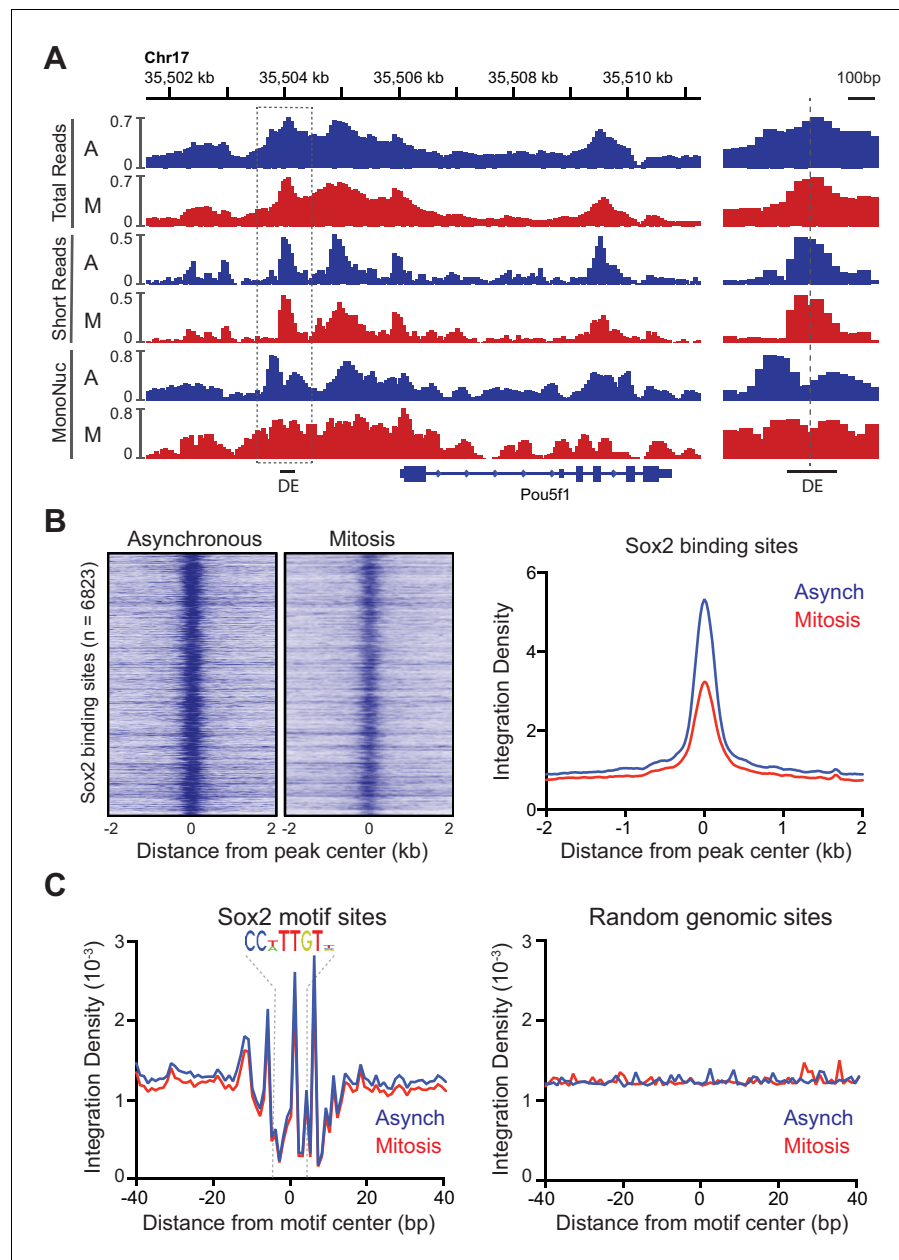 A
Chr17
35,502 kb 35,504 kb 35,506 kb 35,508 kb 35,510 kb 100bp
Total Reads
A
0.7
0
M
0.7
0
Short Reads
A
0.5
0
M
0.5
0
MonoNuc
A
0.8
0
M
0.8
0
DE
Pou5f1
DE
B
Asynchronous Mitosis
Sox2 binding sites (n = 6823)
-2 0 2 -2 0 2
Distance from peak center (kb)
Sox2 binding sites
Integration Density
6
4
2
0
Asynch
Mitosis
-2 -1 0 1 2
Distance from peak center (kb)
C
Sox2 motif sites
CC TTGT
Integration Density (10-3)
3
2
1
0
Asynch
Mitosis
-40 -20 0 20 40
Distance from motif center (bp)
Random genomic sites
Integration Density (10-3)
3
2
1
0
Asynch
Mitosis
-40 -20 0 20 40
Distance from motif center (bp)